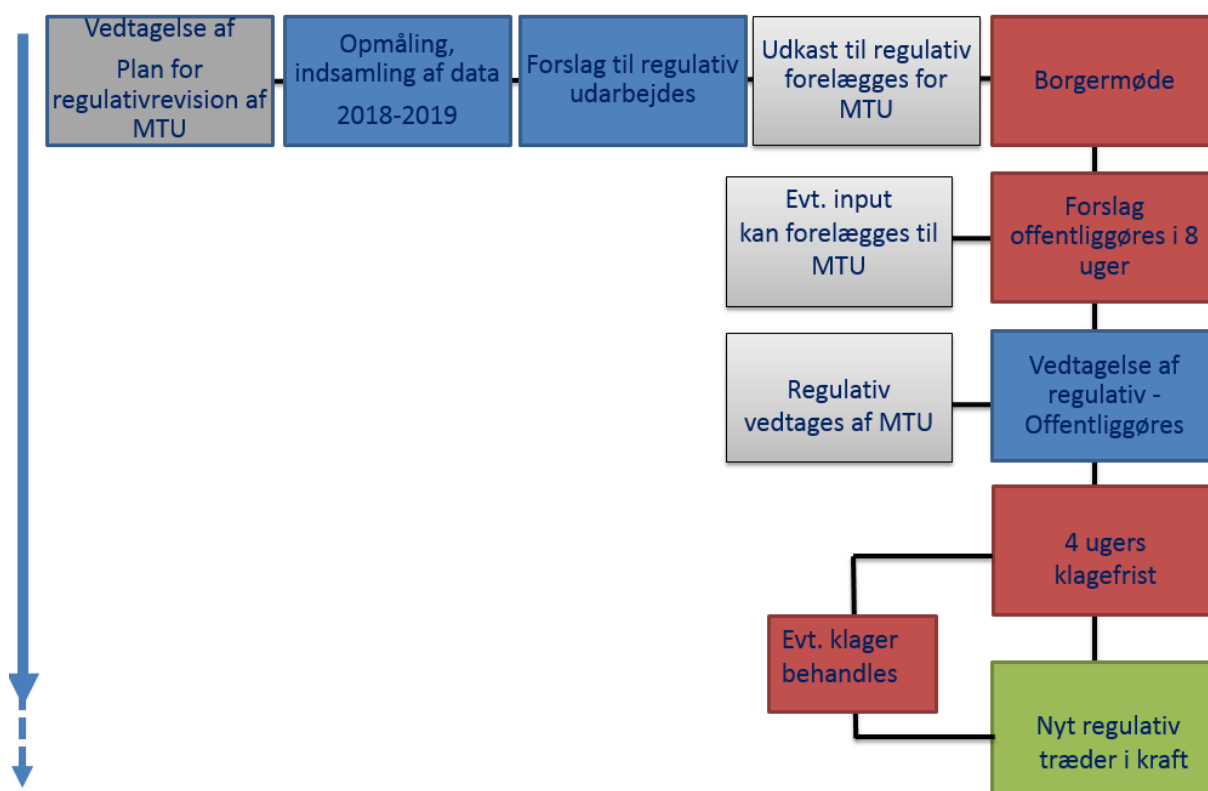 Vedtagelse af
Plan for
regulativrevision af
MTU
Opmåling,
indsamling af data
2018-2019
Forslag til regulativ
udarbejdes
Udkast til regulativ
forelægges for
MTU
Borgermøde
Evt. input
kan forelægges til
MTU
Forslag
offentliggøres i 8
uger
Regulativ
vedtages af MTU
Vedtagelse af
regulativ -
Offentliggøres
4 ugers
klagefrist
Evt. klager
behandles
Nyt regulativ
træder i kraft